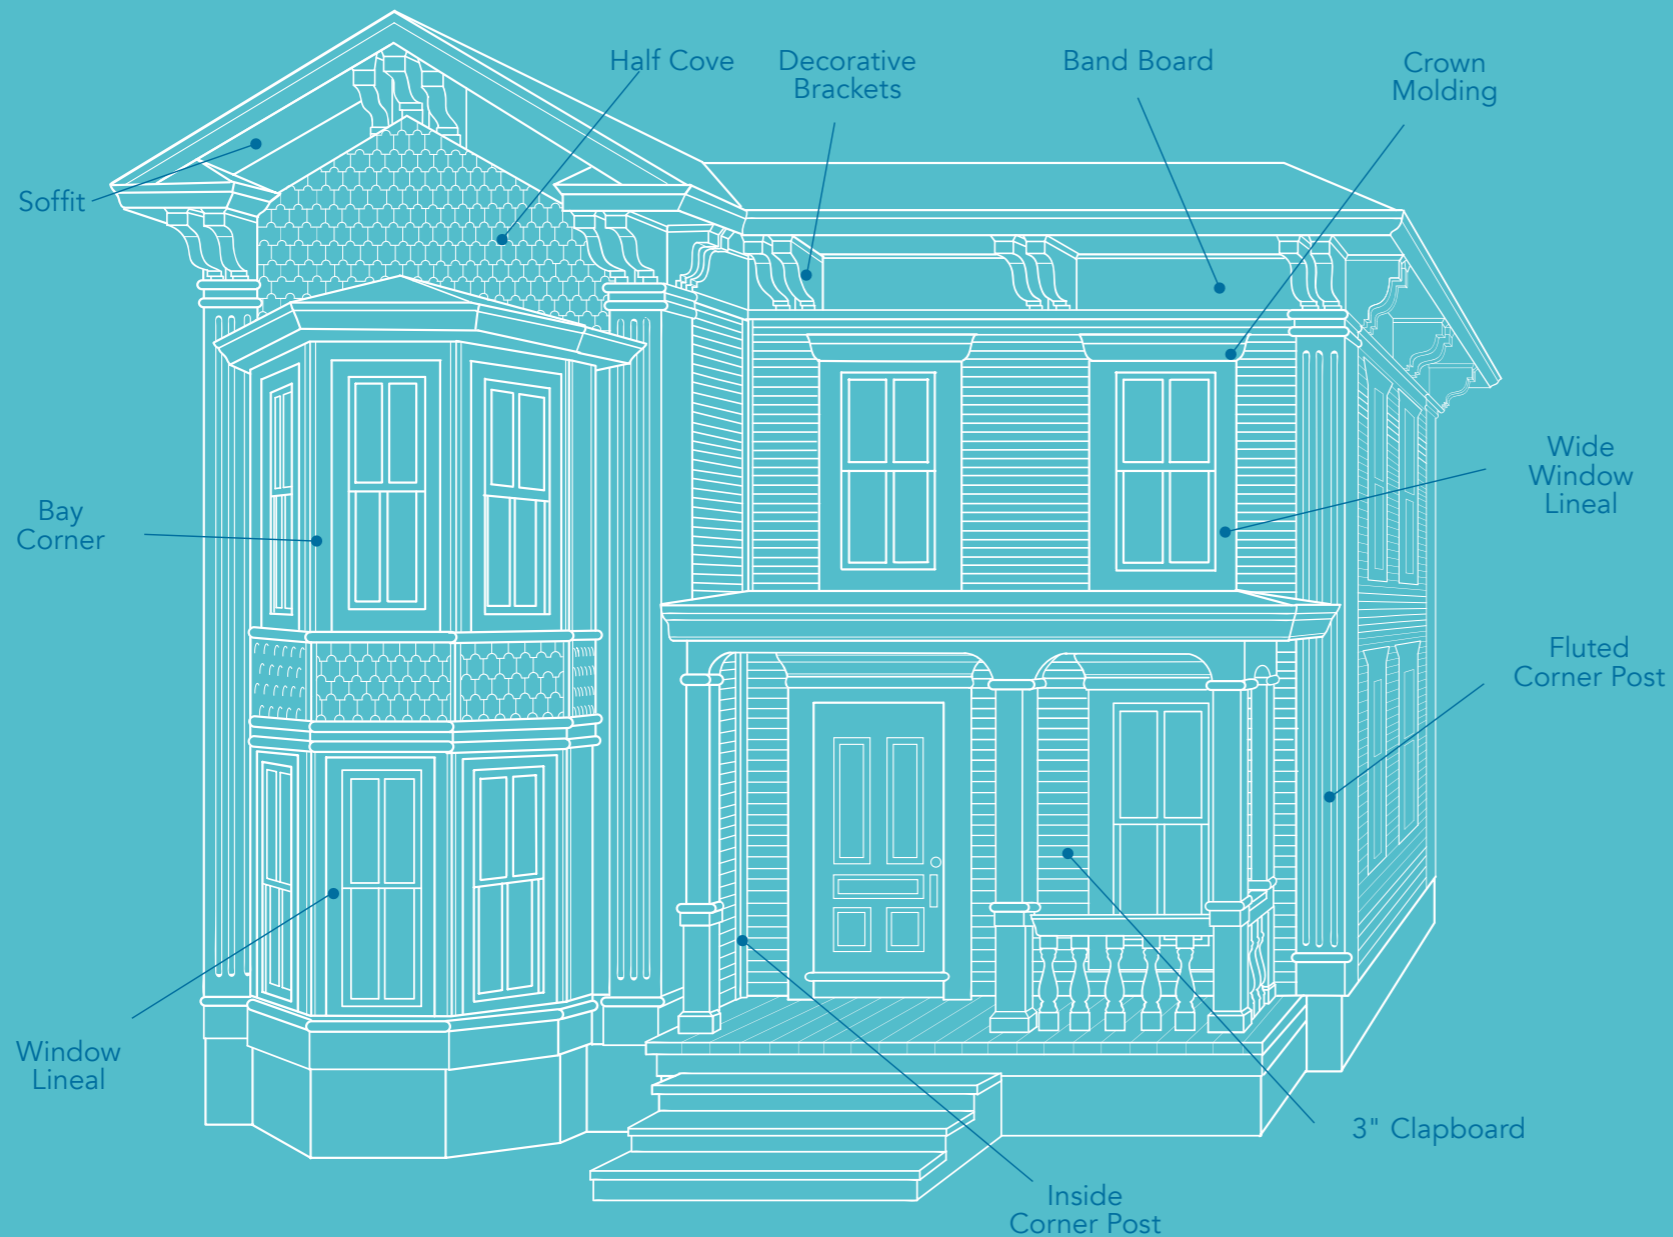 Half Cove
Decorative
Brackets
Band Board
Crown
Molding
Soffit
Wide
Window
Lineal
Bay
Corner
Fluted
Corner Post
Window
Lineal
3" Clapboard
Inside
Corner Post